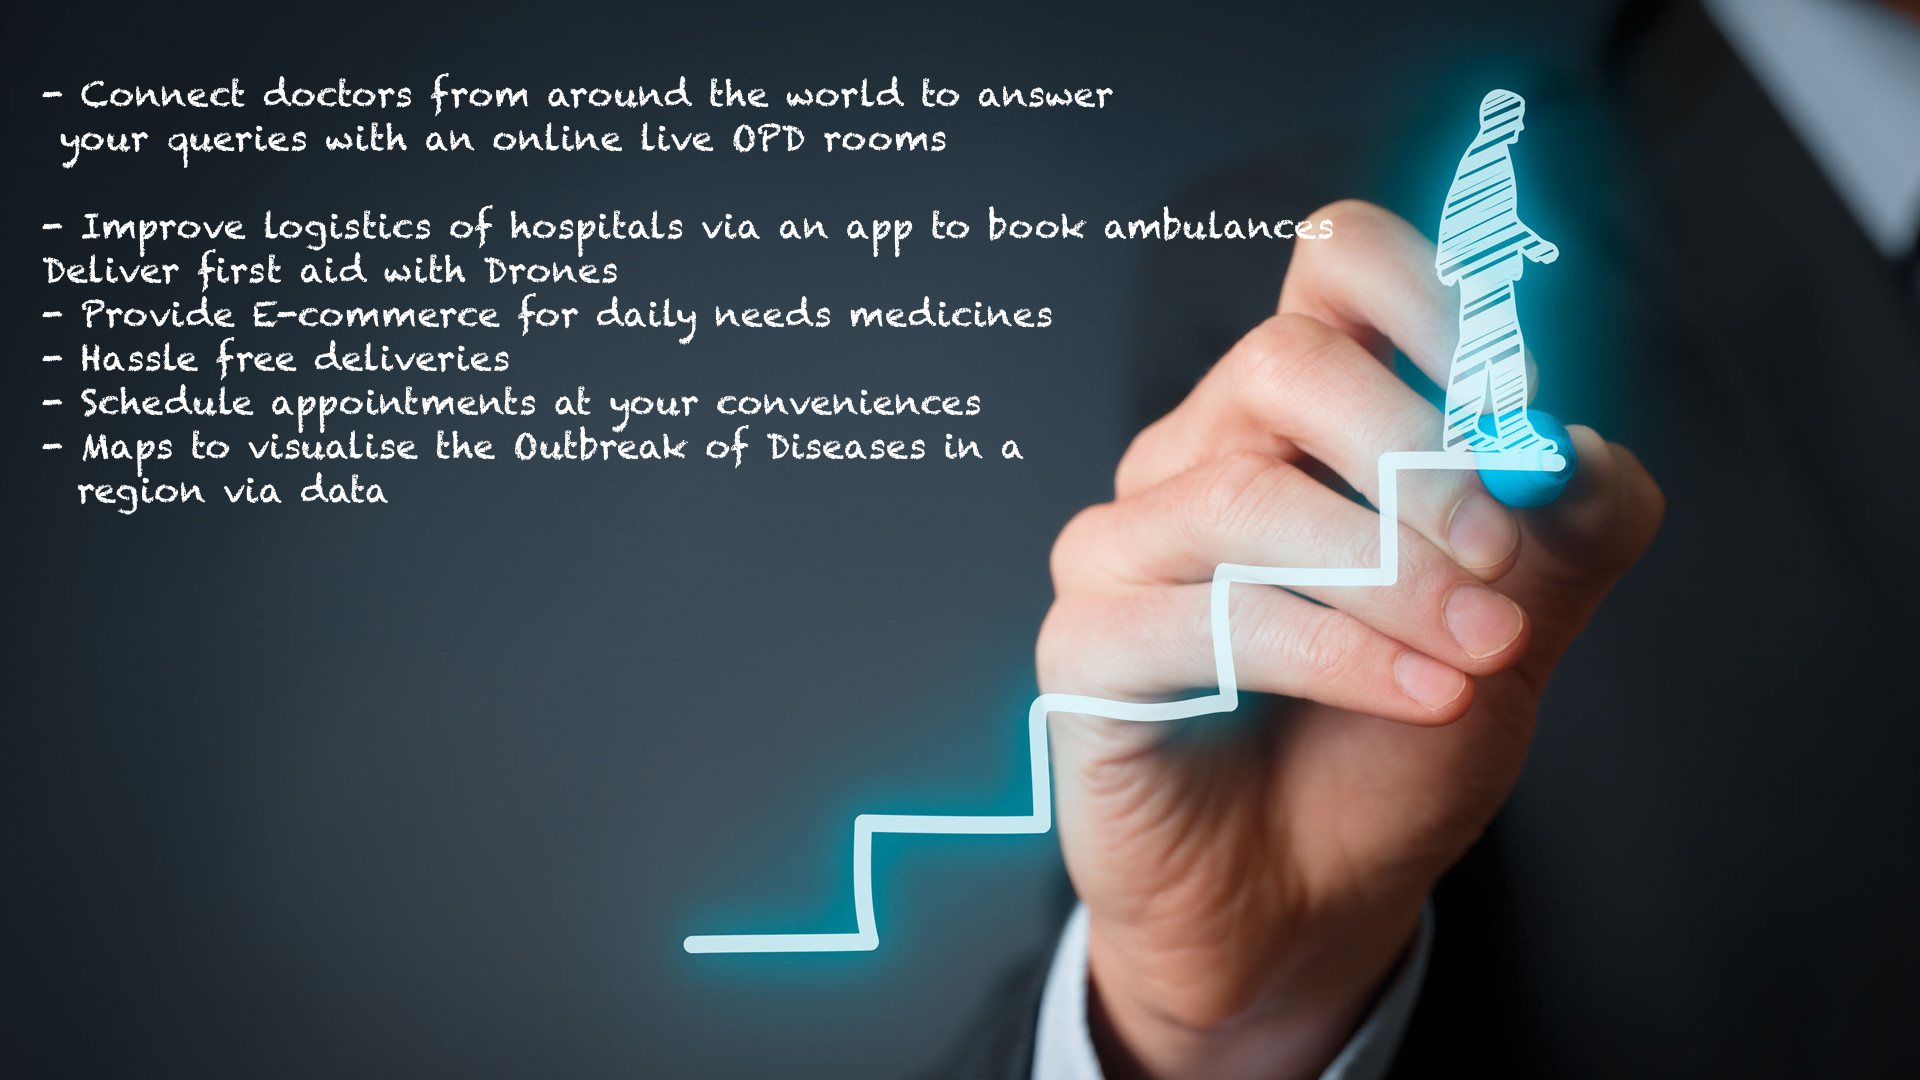 - Connect doctors from around the world to answer
your queries with an online live OPD rooms
- Improve logistics of hospitals via an app to book ambulances
Deliver first aid with Drones
- Provide E-commerce for daily needs medicines
- Hassle free deliveries
- Schedule appointments at your conveniences
- Maps to visualise the Outbreak of Diseases in a
region via data